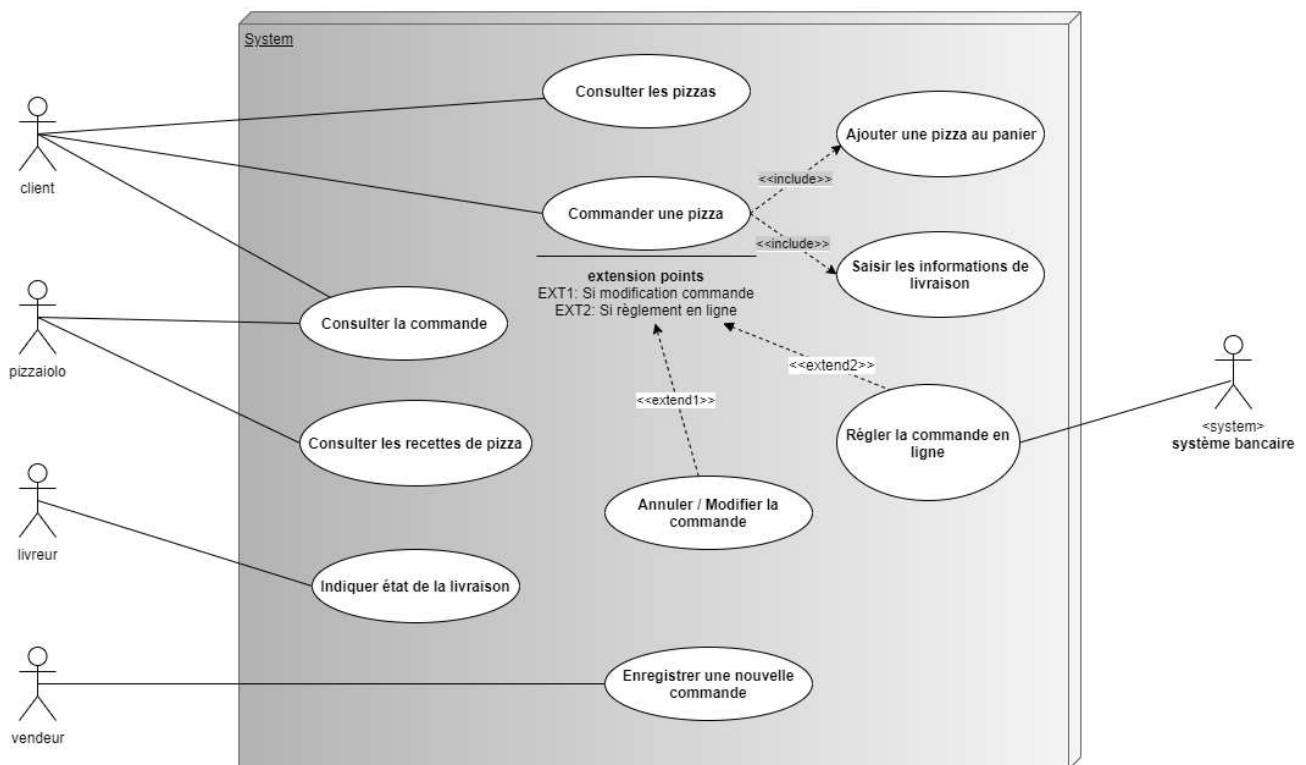 System
Consulter les pizzas
client
Ajouter une pizza au panier
<<include>>
Commander une pizza
<<include>>
Saisir les informations de
livraison
extension points
EXT1: Si modification commande
EXT2: Si règlement en ligne
pizzaiolo
Consulter la commande
<<extend2>>
<<extend1>>
Consulter les recettes de pizza
Règler la commande en
ligne
<system>
système bancaire
Annuler / Modifier la
commande
livreur
Indiquer état de la livraison
Enregistrer une nouvelle
commande
vendeur